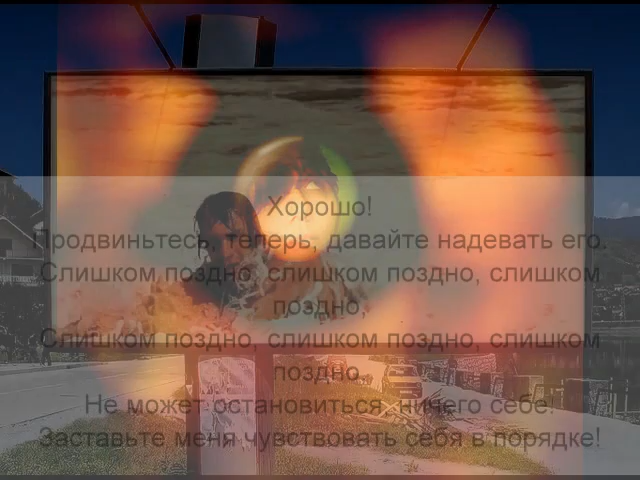 Хорошо!
Продвиньтесь, теперь, давайте надевать его.
Слишком поздно, слишком поздно, слишком
поздно,
Слишком поздно, слишком поздно, слишком
поздно,
Не может остановиться, ничего себе!
Заставьте меня чувствовать себя в порядке!